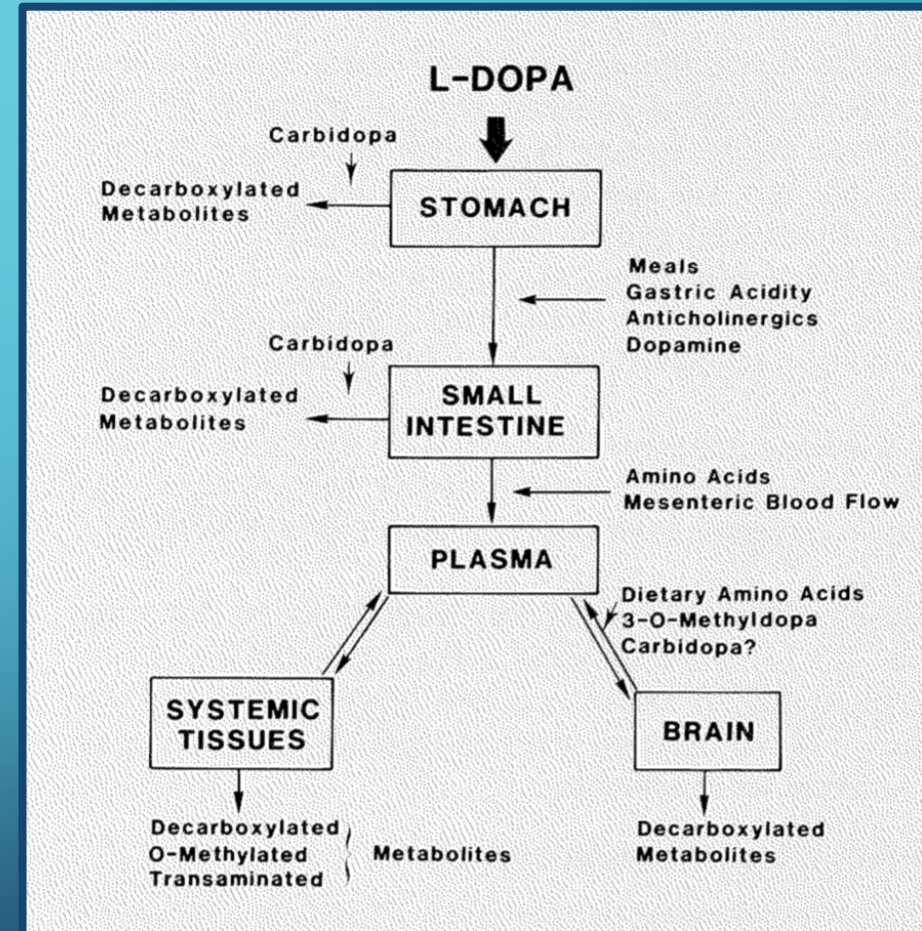 L-DOPA
Carbidopa
Decarboxylated
Metabolites
STOMACH
Meals
Gastric Acidity
Anticholinergics
Dopamine
Carbidopa
Decarboxylated
Metabolites
SMALL
INTESTINE
Amino Acids
Mesenteric Blood Flow
PLASMA
Dietary Amino Acids
3-O-Methyldopa
Carbidopa?
SYSTEMIC
TISSUES
BRAIN
Decarboxylated
O-Methylated
Transaminated
Metabolites
Decarboxylated
Metabolites